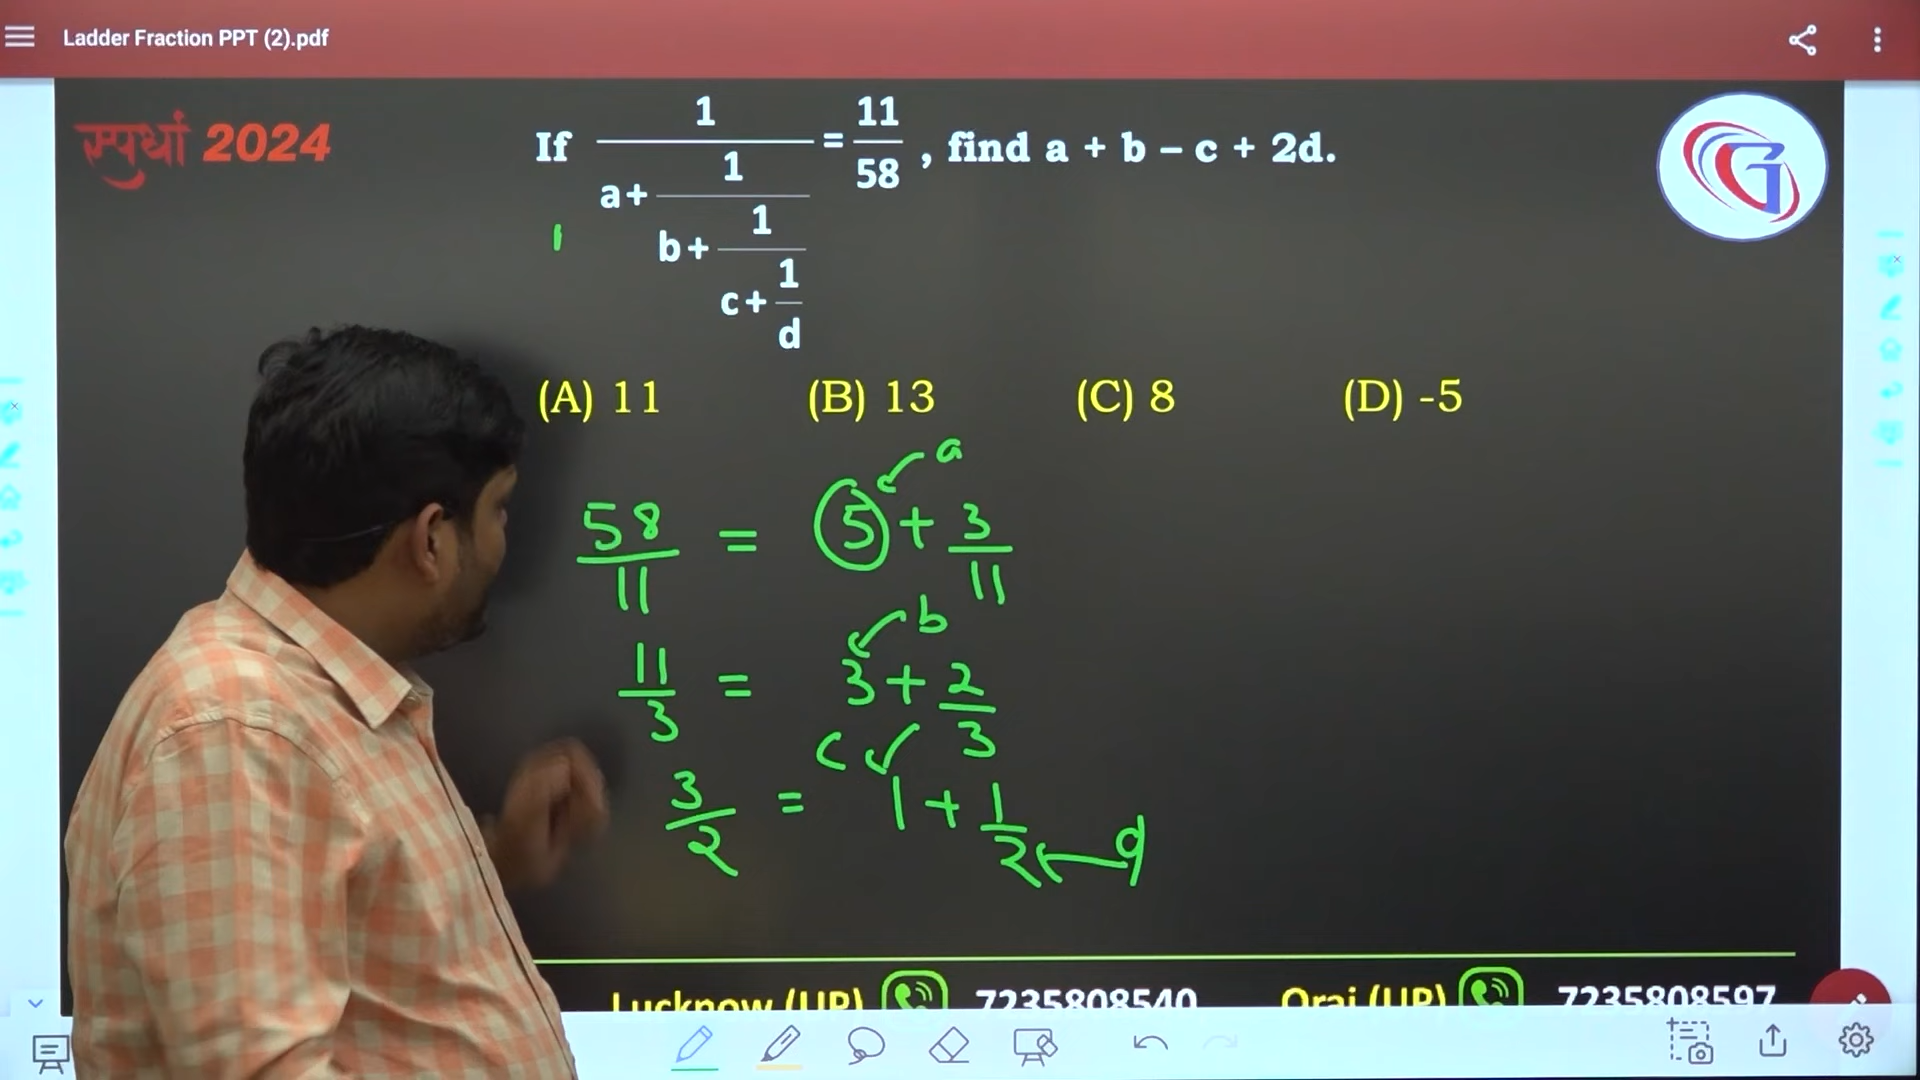 Ladder Fraction PPT (2).pdf
स्पर्धा 2024
If 1/(a+1/(b+1/(c+1/d))) = 11/58 , find a + b – c + 2d.
(A) 11 (B) 13 (C) 8 (D) -5
a
58/11 = 5 + 3/11
b
11/3 = 3 + 2/3
c
3/2 = 1 + 1/2 d
Lucknow (UP) 7235808540 Orai (UP) 7235808597